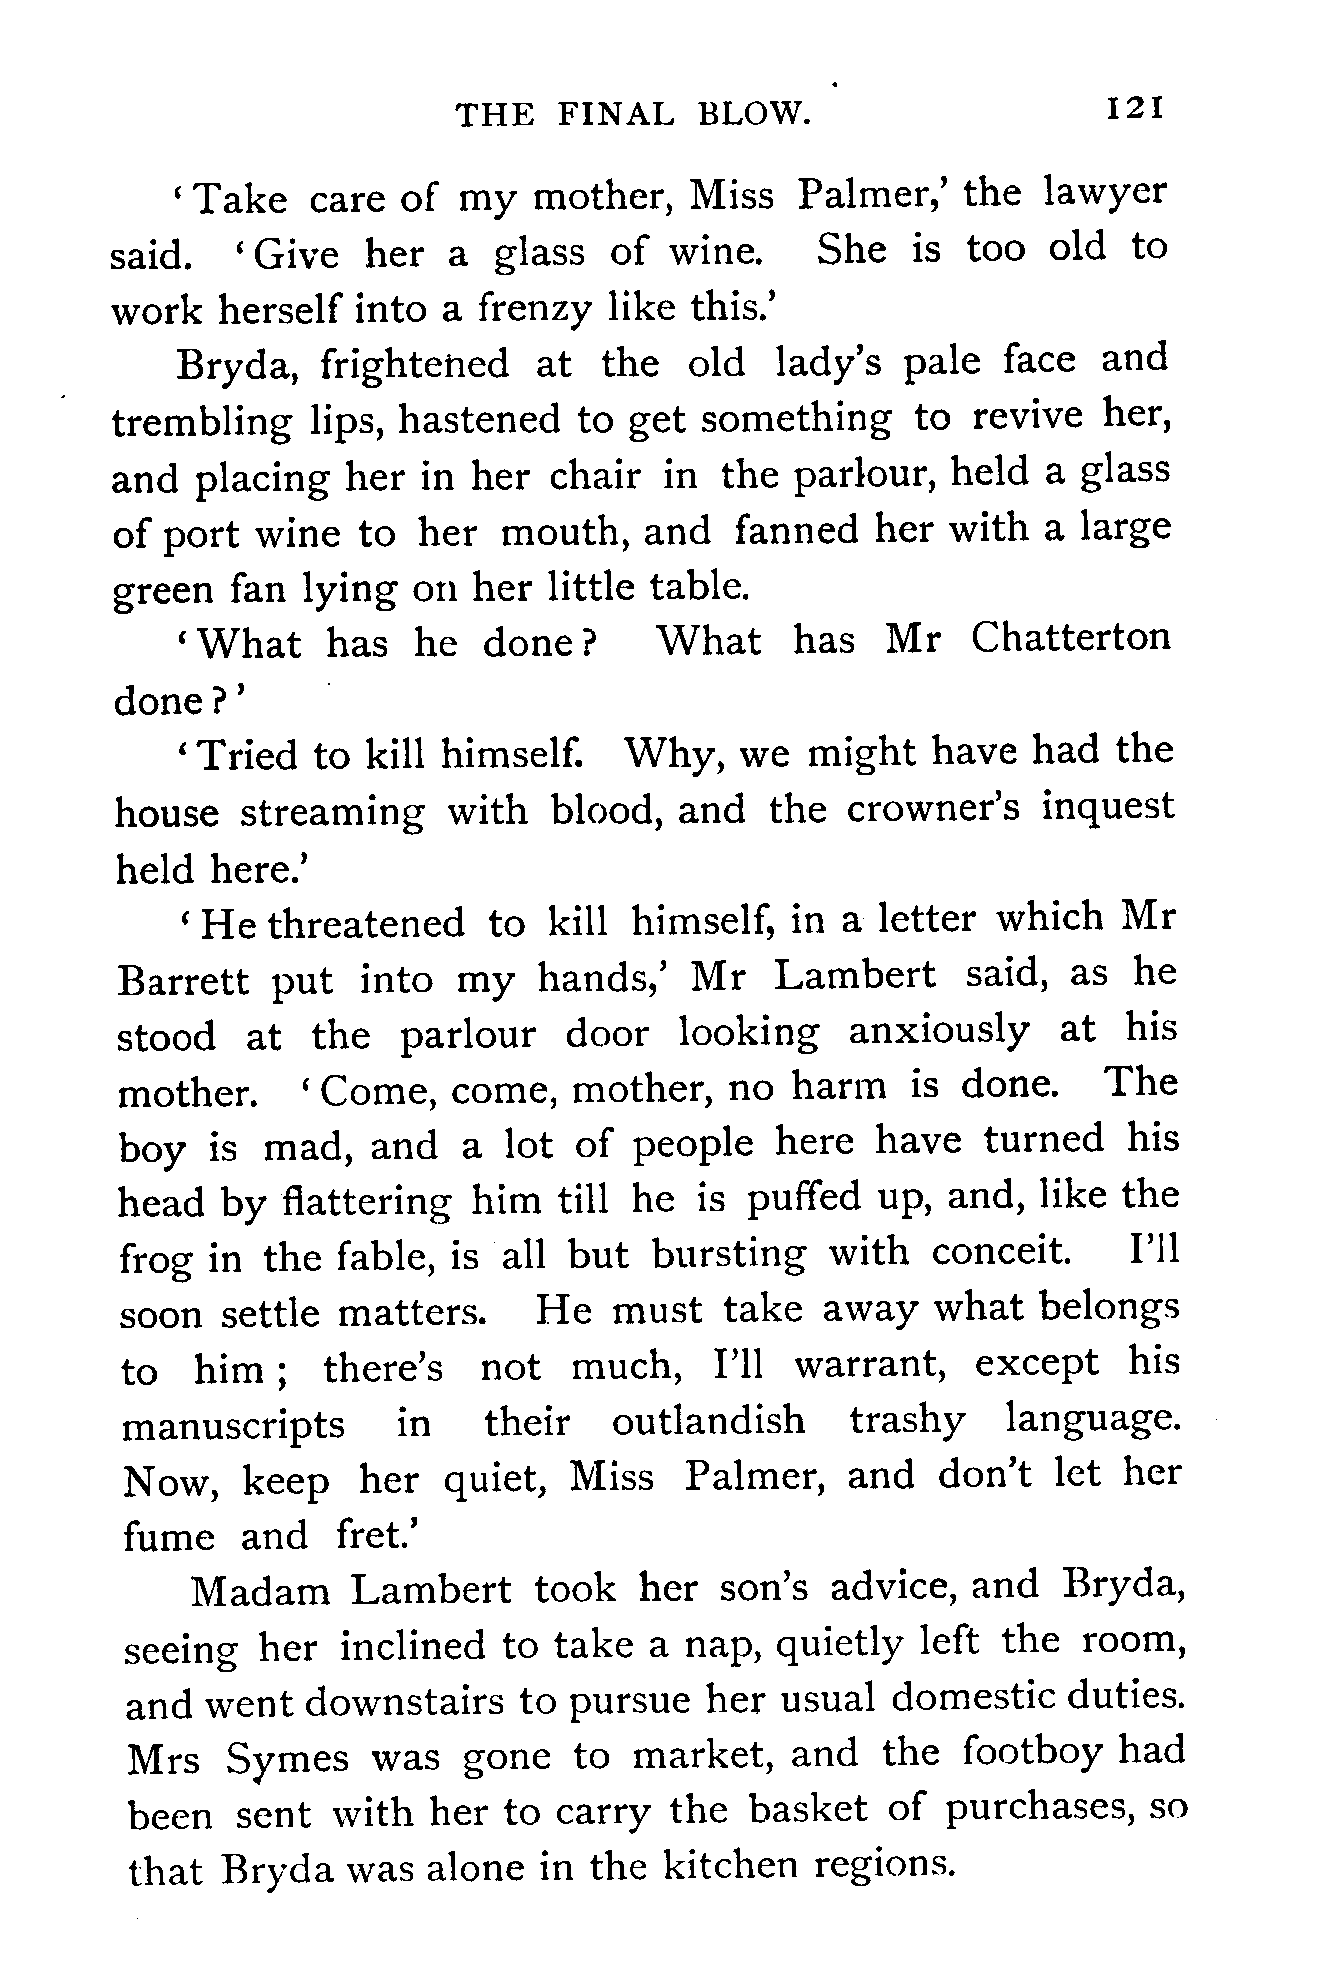 THE FINAL BLOW. 121
‘Take care of my mother, Miss Palmer,’ the lawyer
said. ‘Give her a glass of wine. She is too old to
work herself into a frenzy like this.’
Bryda, frightened at the old lady’s pale face and
trembling lips, hastened to get something to revive her,
and placing her in her chair in the parlour, held a glass
of port wine to her mouth, and fanned her with a large
green fan lying on her little table.
‘What has he done? What has Mr Chatterton
done?’
‘Tried to kill himself. Why, we might have had the
house streaming with blood, and the crowner’s inquest
held here.’
‘He threatened to kill himself, in a letter which Mr
Barrett put into my hands,’ Mr Lambert said, as he
stood at the parlour door looking anxiously at his
mother. ‘Come, come, mother, no harm is done. The
boy is mad, and a lot of people here have turned his
head by flattering him till he is puffed up, and, like the
frog in the fable, is all but bursting with conceit. I’ll
soon settle matters. He must take away what belongs
to him; there’s not much, I’ll warrant, except his
manuscripts in their outlandish trashy language.
Now, keep her quiet, Miss Palmer, and don’t let her
fume and fret.’
Madam Lambert took her son’s advice, and Bryda,
seeing her inclined to take a nap, quietly left the room,
and went downstairs to pursue her usual domestic duties.
Mrs Symes was gone to market, and the footboy had
been sent with her to carry the basket of purchases, so
that Bryda was alone in the kitchen regions.